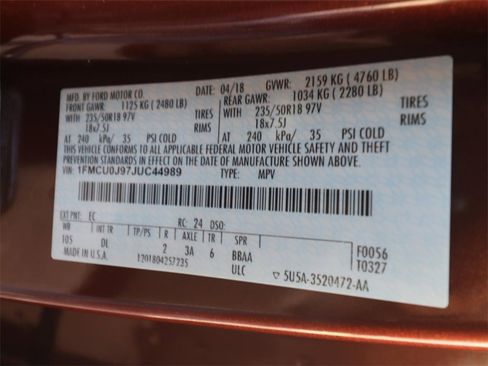 MFD. BY FORD MOTOR CO. DATE: 04/18 GVWR: 2159 KG (4760 LB)
FRONT GAWR: 1125 KG (2480 LB) REAR GAWR: 1034 KG (2280 LB)
WITH 235/50R18 97V TIRES WITH 235/50R18 97V TIRES
18x7.5J RIMS 18x7.5J RIMS
AT 240 kPa/ 35 PSI COLD AT 240 kPa/ 35 PSI COLD
THIS VEHICLE CONFORMS TO ALL APPLICABLE FEDERAL MOTOR VEHICLE SAFETY AND THEFT
PREVENTION STANDARDS IN EFFECT ON THE DATE OF MANUFACTURE SHOWN ABOVE.
VIN: 1FMCU0J97JUC44989 TYPE: MPV
EXT PNT: EC RC: 24 DSO:
WB INT TR TP/PS R AXLE TR SPR F0056
105 DL 2 3A 6 BBAA T0327
MADE IN U.S.A. 1201804257235 ULC 5U5A-3520472-AA